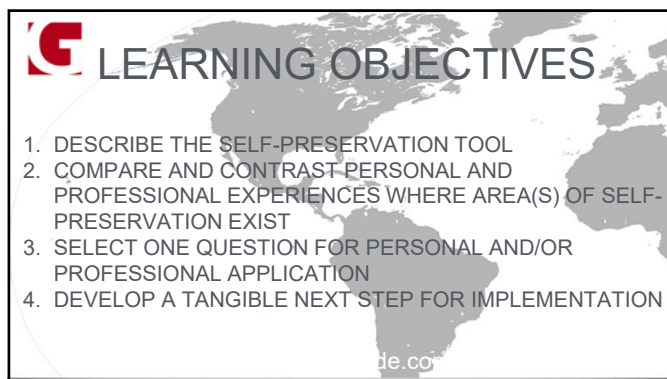 LEARNING OBJECTIVES
1. DESCRIBE THE SELF-PRESERVATION TOOL
2. COMPARE AND CONTRAST PERSONAL AND
PROFESSIONAL EXPERIENCES WHERE AREA(S) OF SELF-
PRESERVATION EXIST
3. SELECT ONE QUESTION FOR PERSONAL AND/OR
PROFESSIONAL APPLICATION
4. DEVELOP A TANGIBLE NEXT STEP FOR IMPLEMENTATION